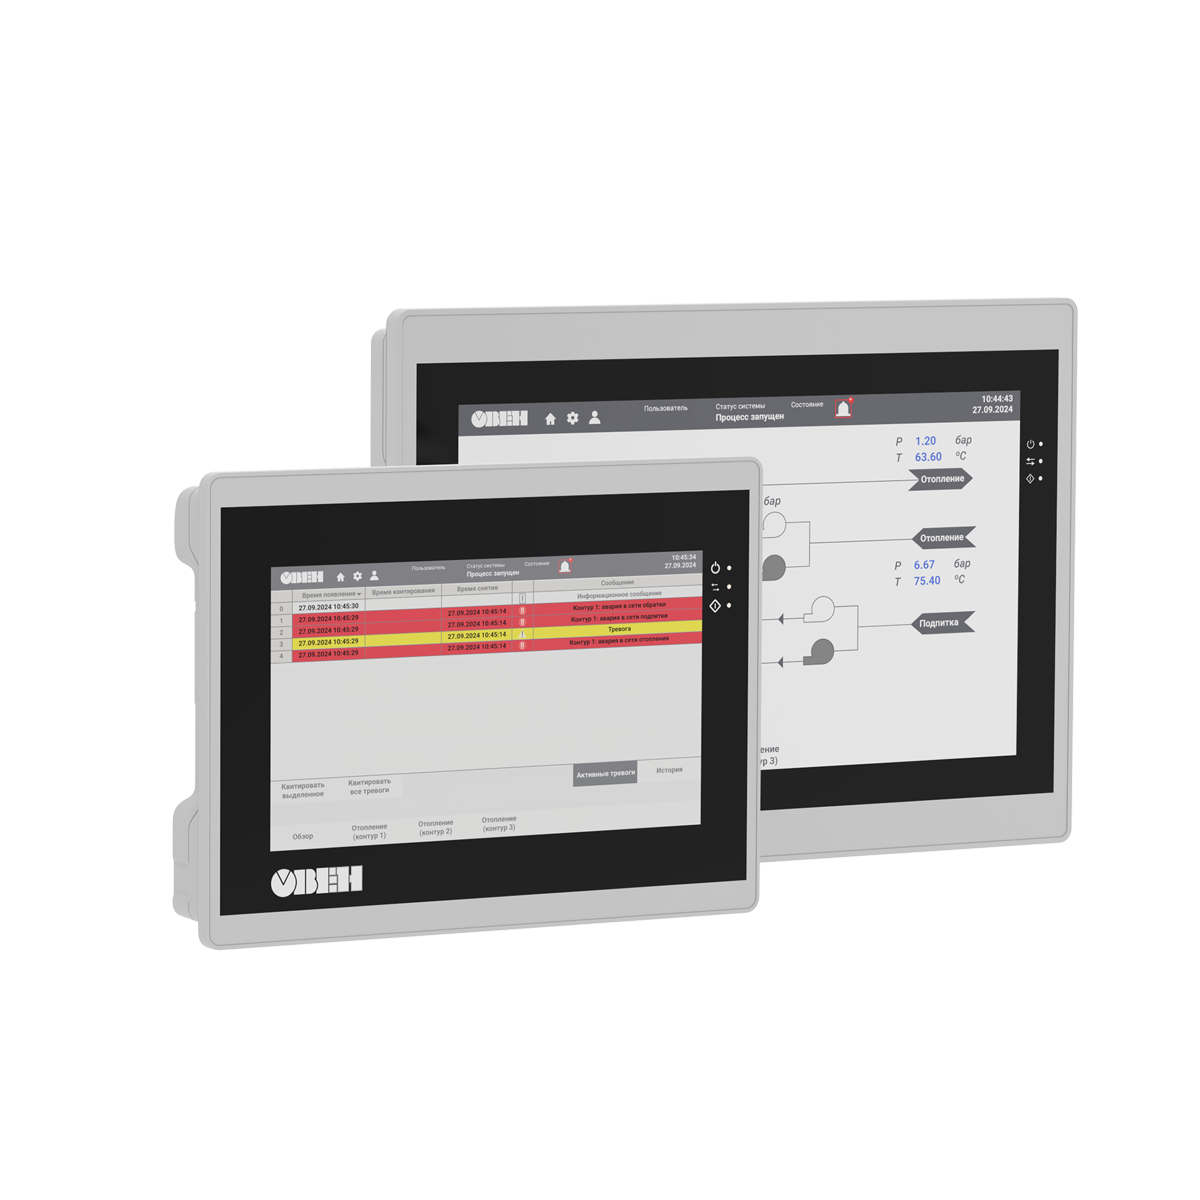 ОВЕН
Пользователь
Статус системы
Процесс запущен
Состояние
10:44:43
27.09.2024
P 1.20 бар
T 63.60 °C
Отопление
бар
Отопление
P 6.67 бар
T 75.40 °C
Подпитка
ение
ур 3)
ОВЕН
Пользователь
Статус системы
Процесс запущен
Состояние
10:45:34
27.09.2024
Время появление Время квитирования Время снятие Сообщение
0 27.09.2024 10:45:30 Информационное сообщение
1 27.09.2024 10:45:29 27.09.2024 10:45:14 Контур 1: авария в сети обратки
2 27.09.2024 10:45:29 27.09.2024 10:45:14 Контур 1: авария в сети подпитки
3 27.09.2024 10:45:29 27.09.2024 10:45:14 Тревога
4 27.09.2024 10:45:29 27.09.2024 10:45:14 Контур 1: авария в сети отопления
Квитировать
выделенное
Квитировать
все тревоги
Активные тревоги
История
Обзор
Отопление
(контур 1)
Отопление
(контур 2)
Отопление
(контур 3)
ОВЕН